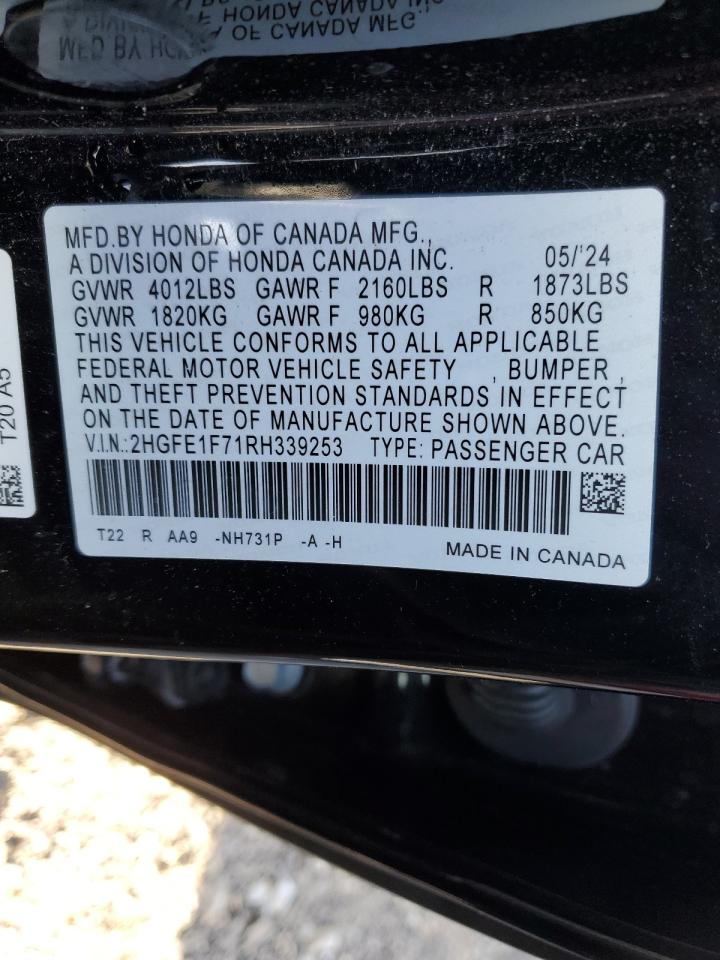 MFD.BY HONDA OF CANADA MFG.,
A DIVISION OF HONDA CANADA INC. 05/'24
GVWR 4012LBS GAWR F 2160LBS R 1873LBS
GVWR 1820KG GAWR F 980KG R 850KG
THIS VEHICLE CONFORMS TO ALL APPLICABLE
FEDERAL MOTOR VEHICLE SAFETY , BUMPER ,
AND THEFT PREVENTION STANDARDS IN EFFECT
ON THE DATE OF MANUFACTURE SHOWN ABOVE.
V.I.N.:2HGFE1F71RH339253 TYPE: PASSENGER CAR
T22 R AA9 -NH731P -A -H
MADE IN CANADA
T20 A5